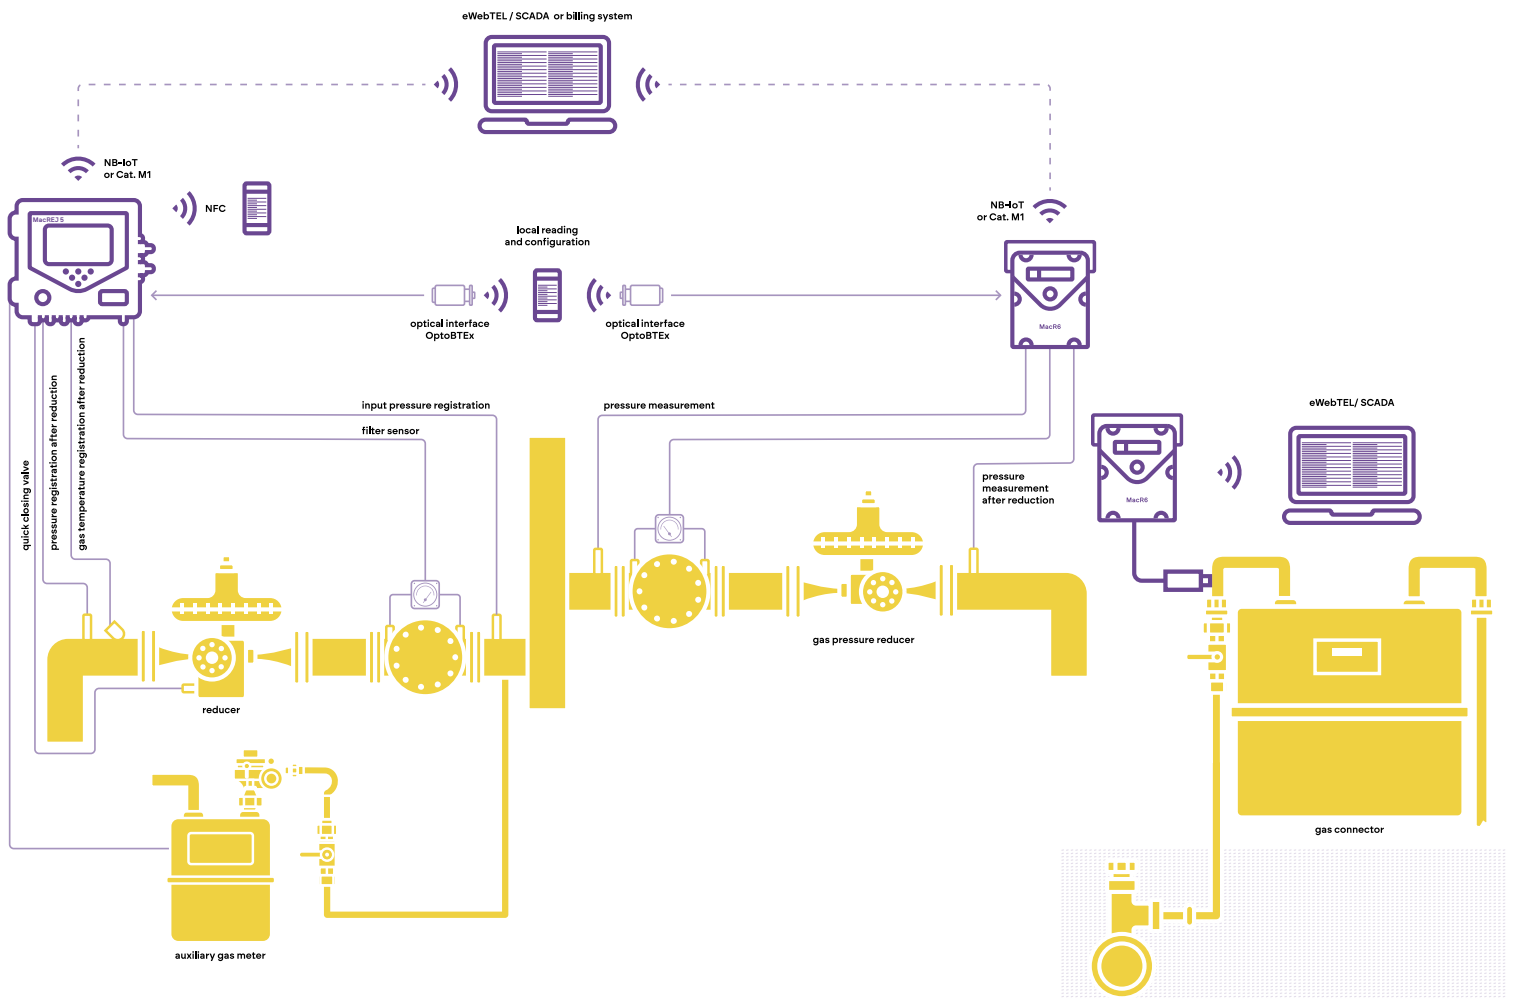 eWebTEL / SCADA or billing system
NB-IoT
or Cat. M1
NFC
MacREJ 5
local reading
and configuration
optical interface
OptoBTEx
optical interface
OptoBTEx
NB-IoT
or Cat. M1
MacR6
quick closing valve
pressure registration after reduction
gas temperature registration after reduction
input pressure registration
filter sensor
pressure measurement
pressure
measurement
after reduction
eWebTEL/ SCADA
MacR6
gas pressure reducer
reducer
gas connector
auxiliary gas meter